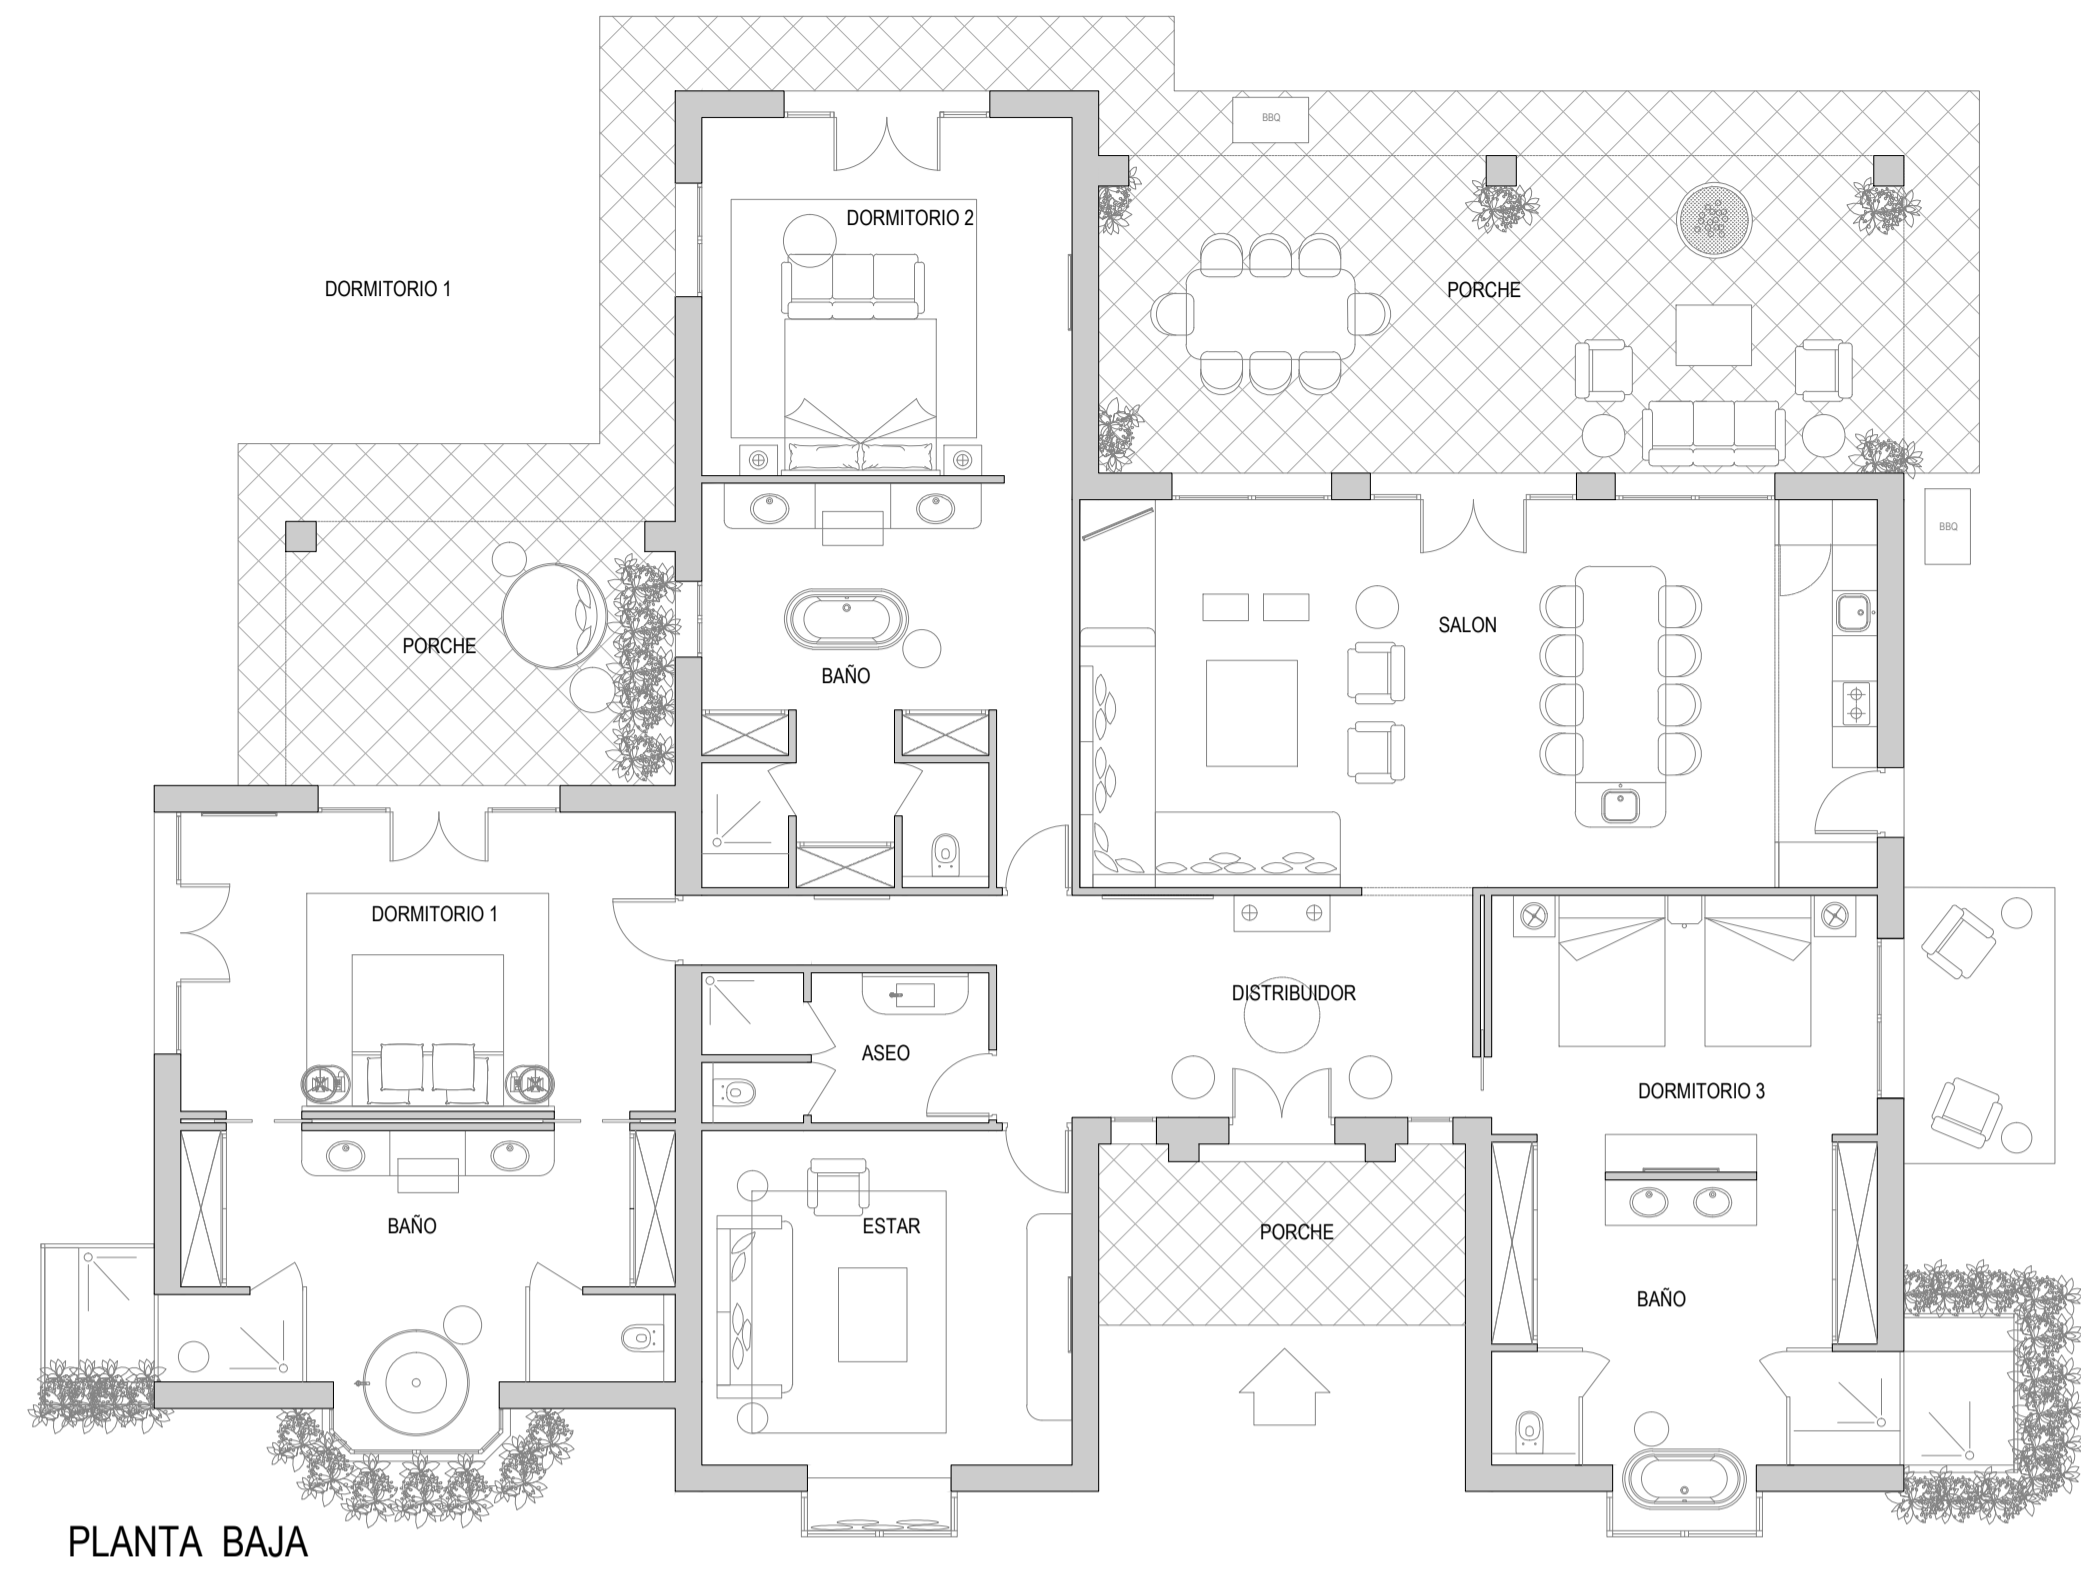 BBQ
DORMITORIO 2
DORMITORIO 1
PORCHE
BBQ
SALON
PORCHE
BAÑO
DORMITORIO 1
DISTRIBUIDOR
ASEO
DORMITORIO 3
BAÑO
ESTAR
PORCHE
BAÑO
PLANTA BAJA